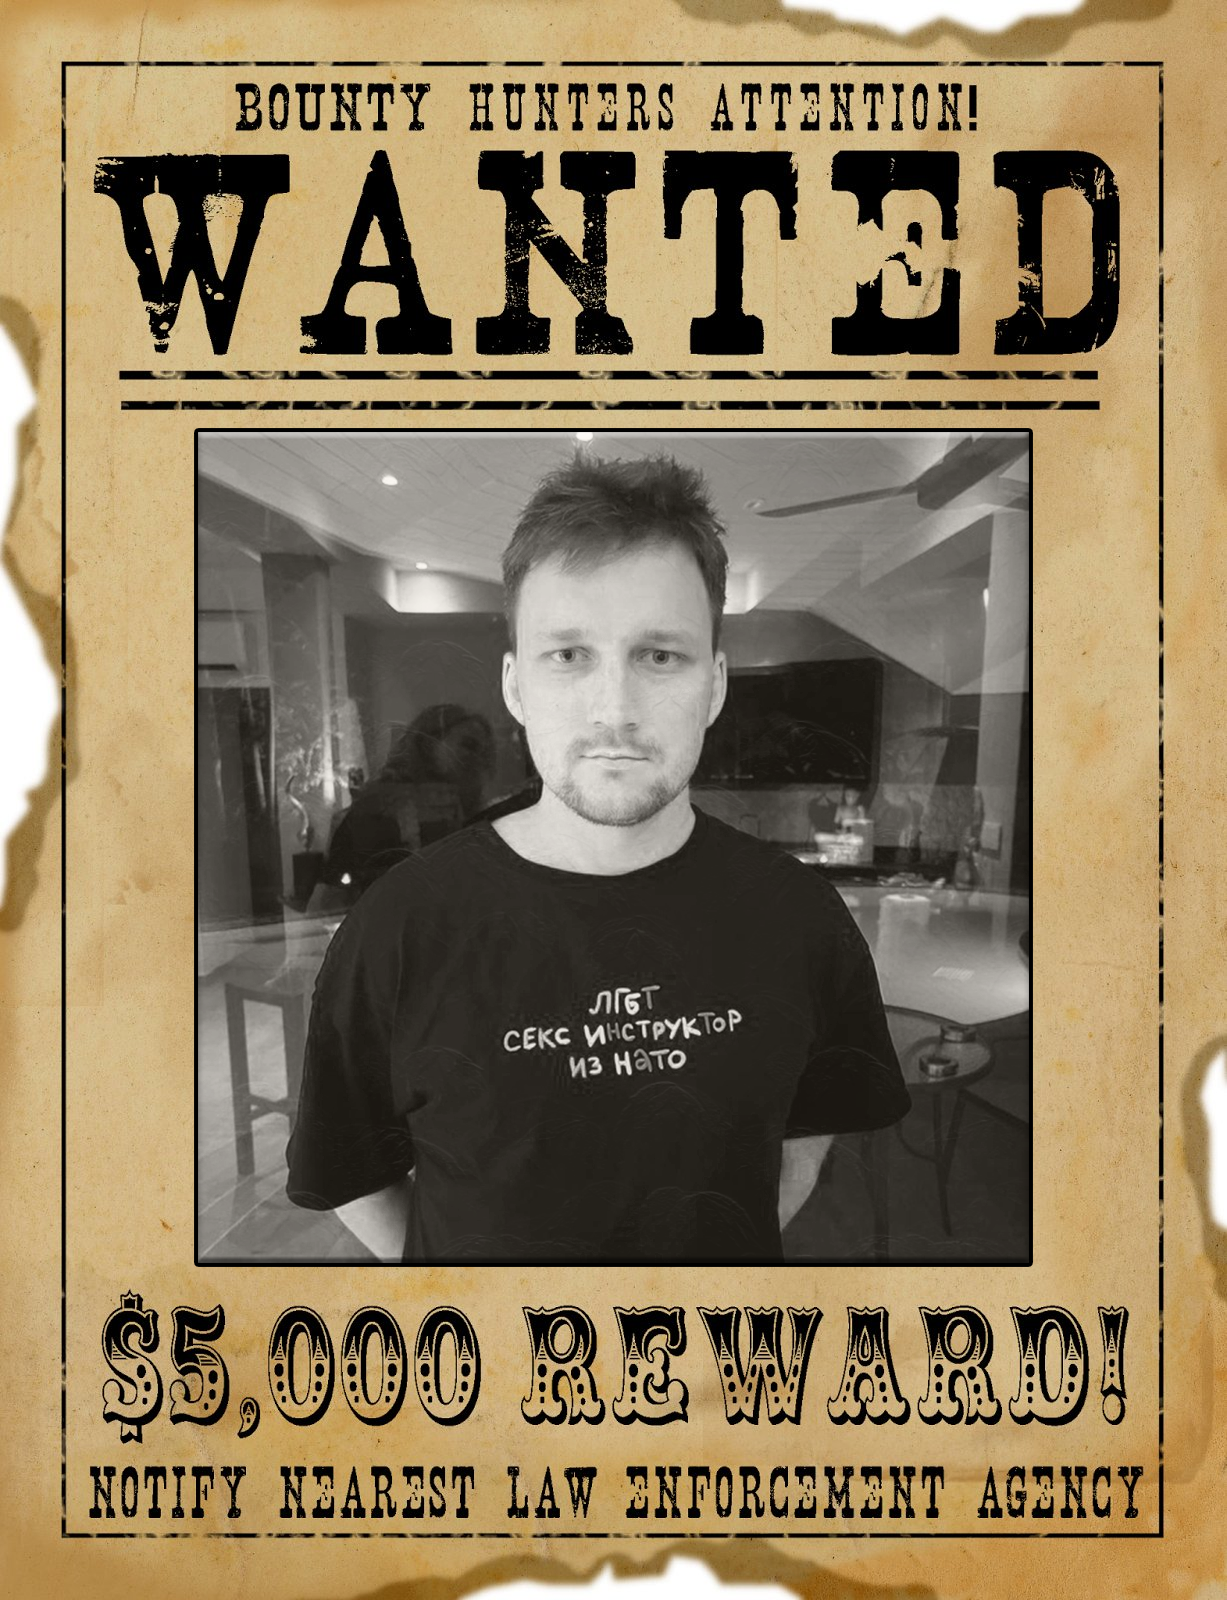 BOUNTY HUNTERS ATTENTION!
WANTED
ЛГБТ
СЕКС ИНСТРУКТОР
ИЗ НАТО
$5,000 REWARD!
NOTIFY NEAREST LAW ENFORCEMENT AGENCY